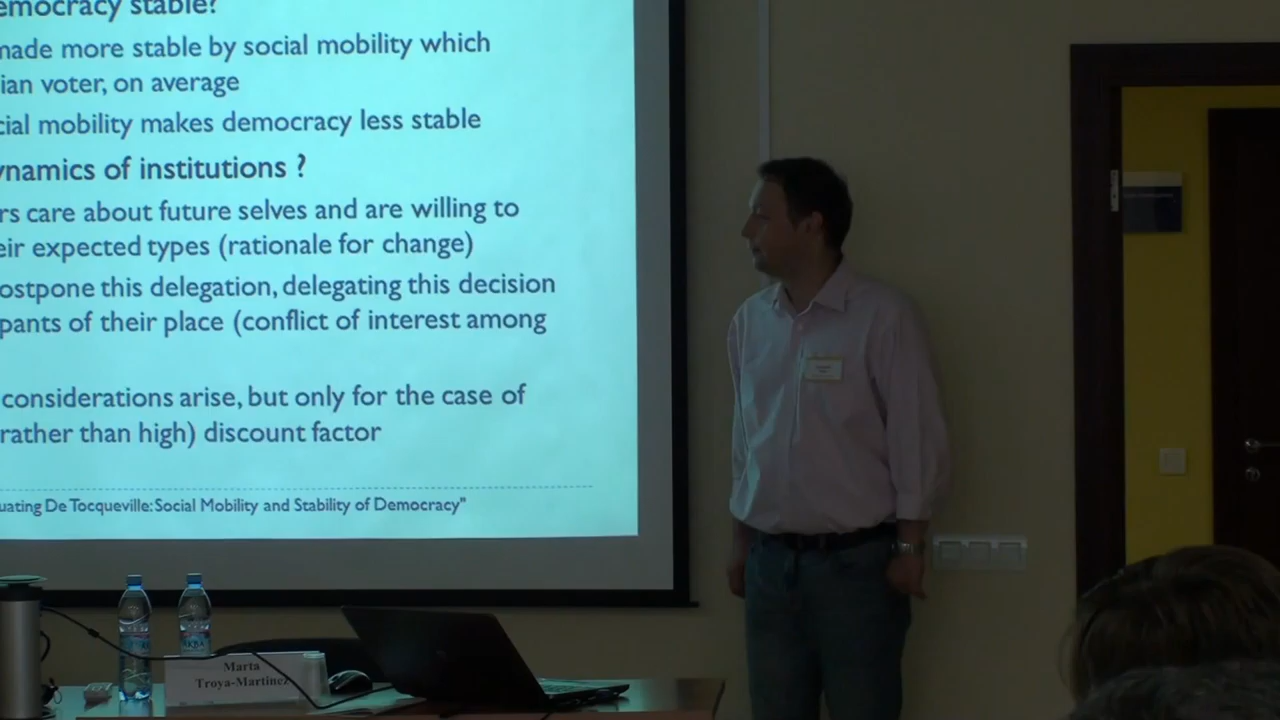 emocracy stable?
made more stable by social mobility which
ian voter, on average
cial mobility makes democracy less stable
ynamics of institutions ?
rs care about future selves and are willing to
eir expected types (rationale for change)
ostpone this delegation, delegating this decision
pants of their place (conflict of interest among
considerations arise, but only for the case of
rather than high) discount factor
uating De Tocqueville: Social Mobility and Stability of Democracy"
Marta
Troya-Martinez